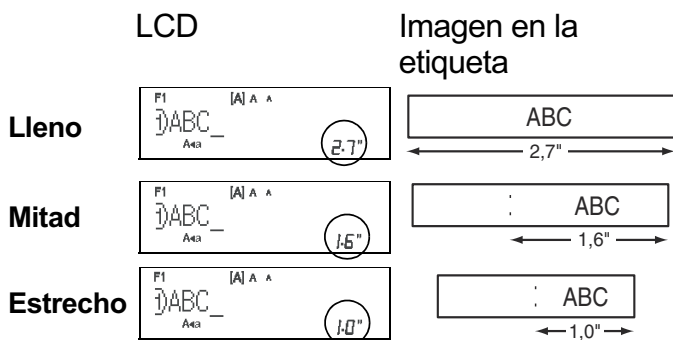 LCD
Imagen en la
etiqueta
Lleno
F1 [A] A A
1)ABC_
A◂a
2.7"
ABC
2,7"
Mitad
F1 [A] A A
1)ABC_
A◂a
1.6"
ABC
1,6"
Estrecho
F1 [A] A A
1)ABC_
A◂a
1.0"
ABC
1,0"